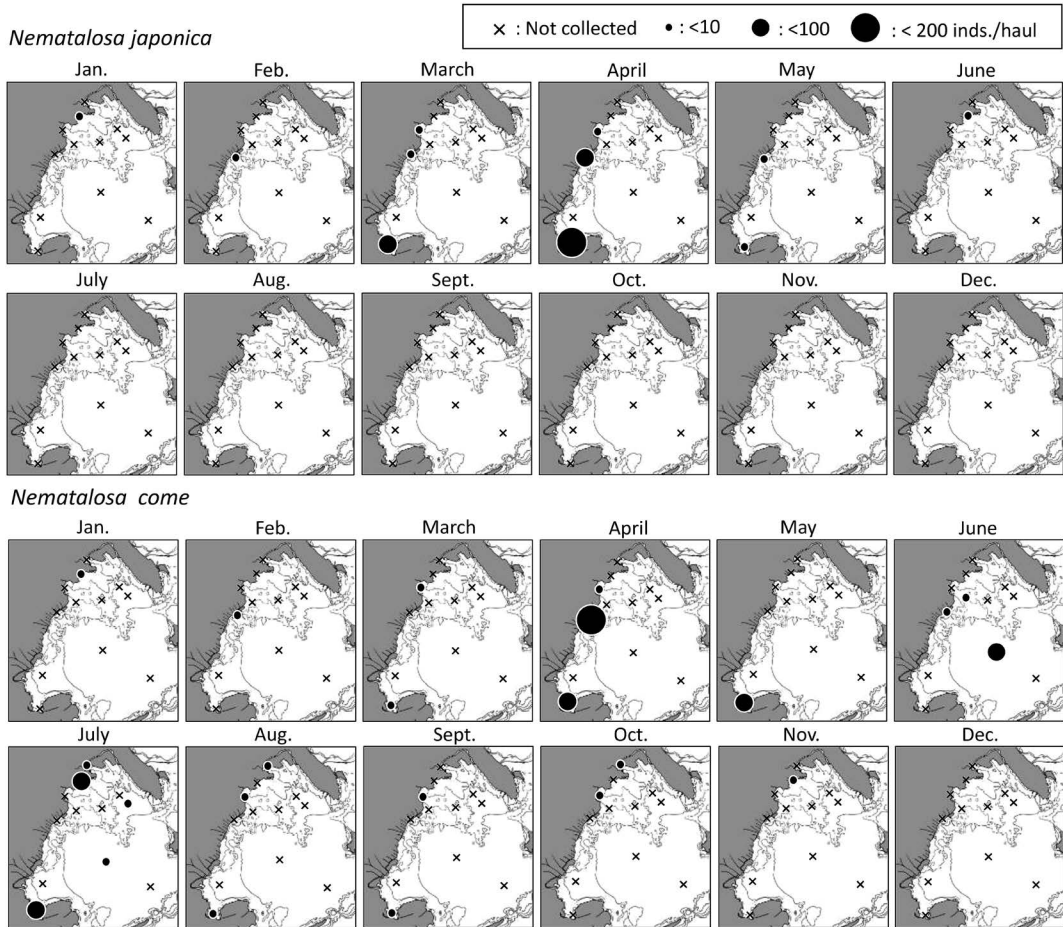 × : Not collected ● : <10 ● : <100 ● : < 200 inds./haul
Nematalosa japonica
Jan. Feb. March April May June
July Aug. Sept. Oct. Nov. Dec.
Nematalosa come
Jan. Feb. March April May June
July Aug. Sept. Oct. Nov. Dec.